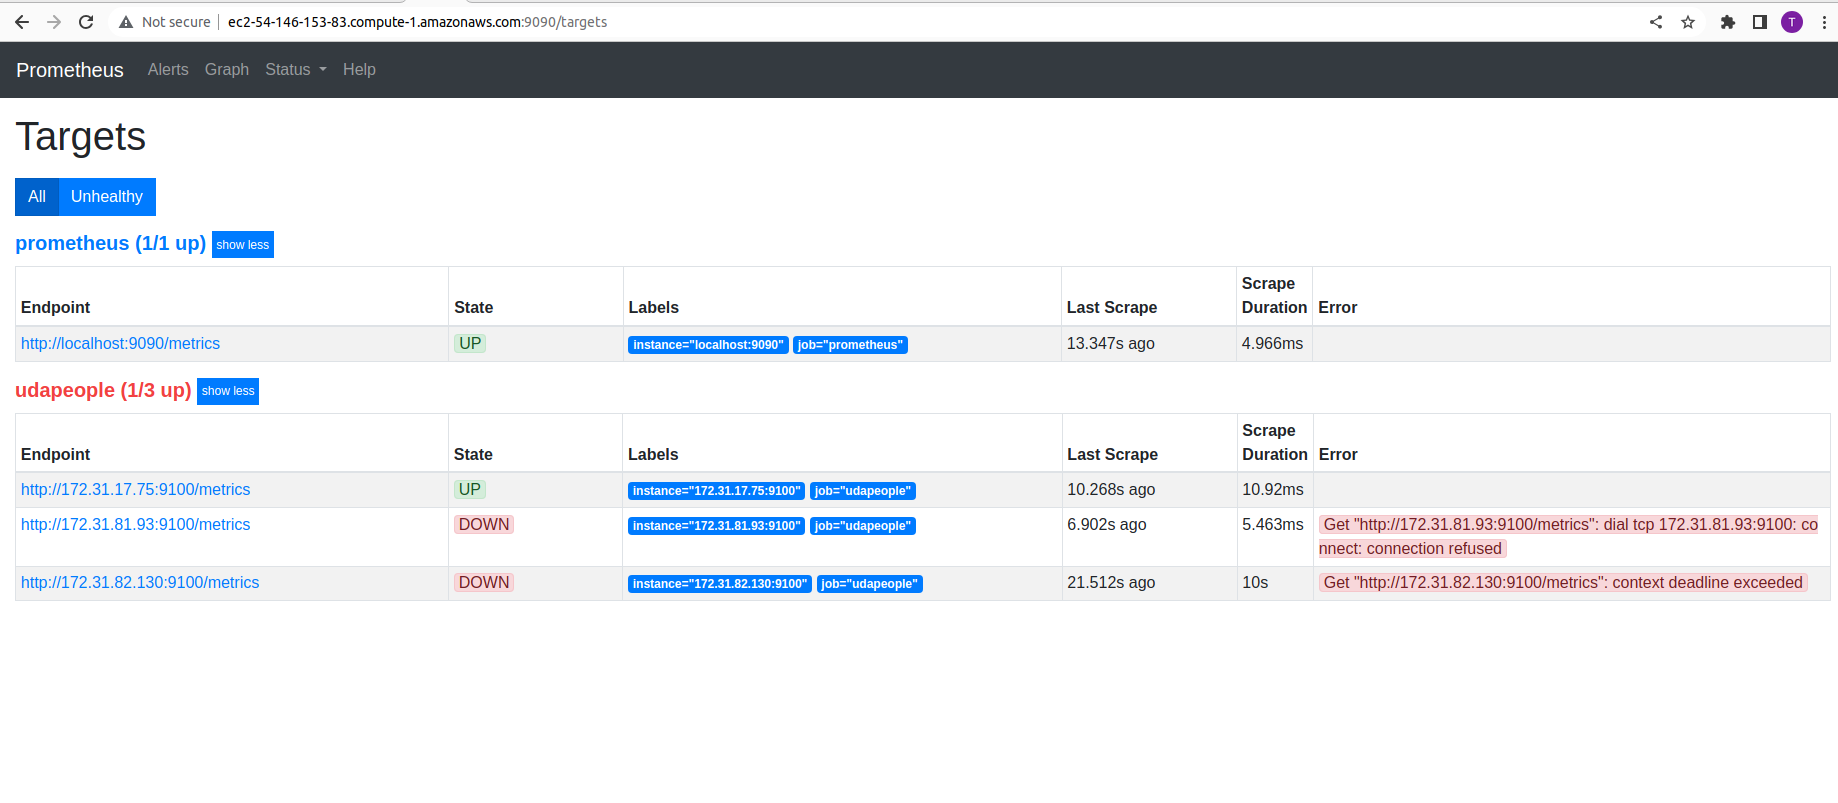 Not secure ec2-54-146-153-83.compute-1.amazonaws.com:9090/targets T
Prometheus Alerts Graph Status Help
Targets
All Unhealthy
prometheus (1/1 up) show less
Endpoint State Labels Last Scrape Scrape Duration Error
http://localhost:9090/metrics UP instance="localhost:9090" job="prometheus" 13.347s ago 4.966ms
udapeople (1/3 up) show less
Endpoint State Labels Last Scrape Scrape Duration Error
http://172.31.17.75:9100/metrics UP instance="172.31.17.75:9100" job="udapeople" 10.268s ago 10.92ms
http://172.31.81.93:9100/metrics DOWN instance="172.31.81.93:9100" job="udapeople" 6.902s ago 5.463ms Get "http://172.31.81.93:9100/metrics": dial tcp 172.31.81.93:9100: co
nnect: connection refused
http://172.31.82.130:9100/metrics DOWN instance="172.31.82.130:9100" job="udapeople" 21.512s ago 10s Get "http://172.31.82.130:9100/metrics": context deadline exceeded